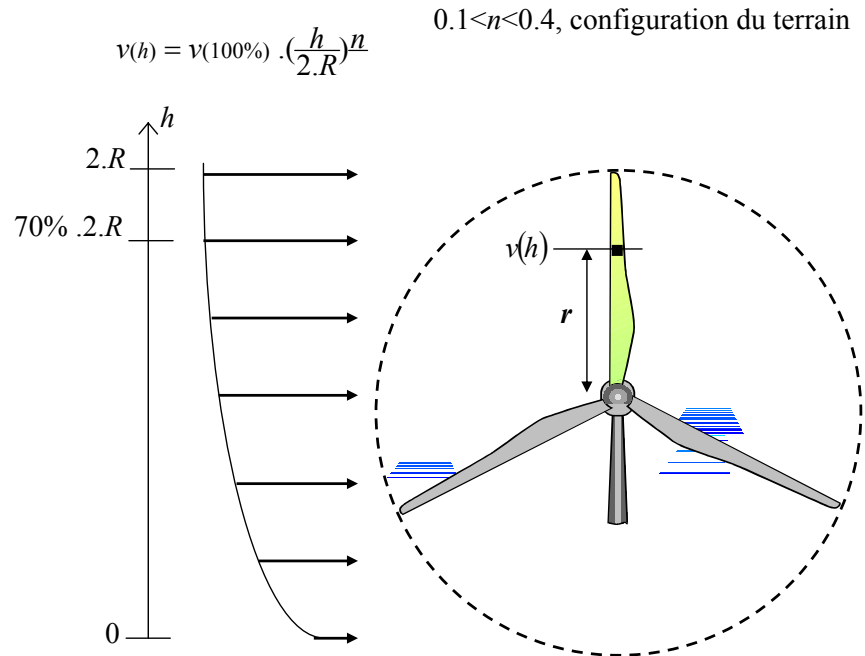 0.1<n<0.4, configuration du terrain
v(h) = v(100%) .(h/2.R)n
h
2.R
70% .2.R
v(h)
r
0